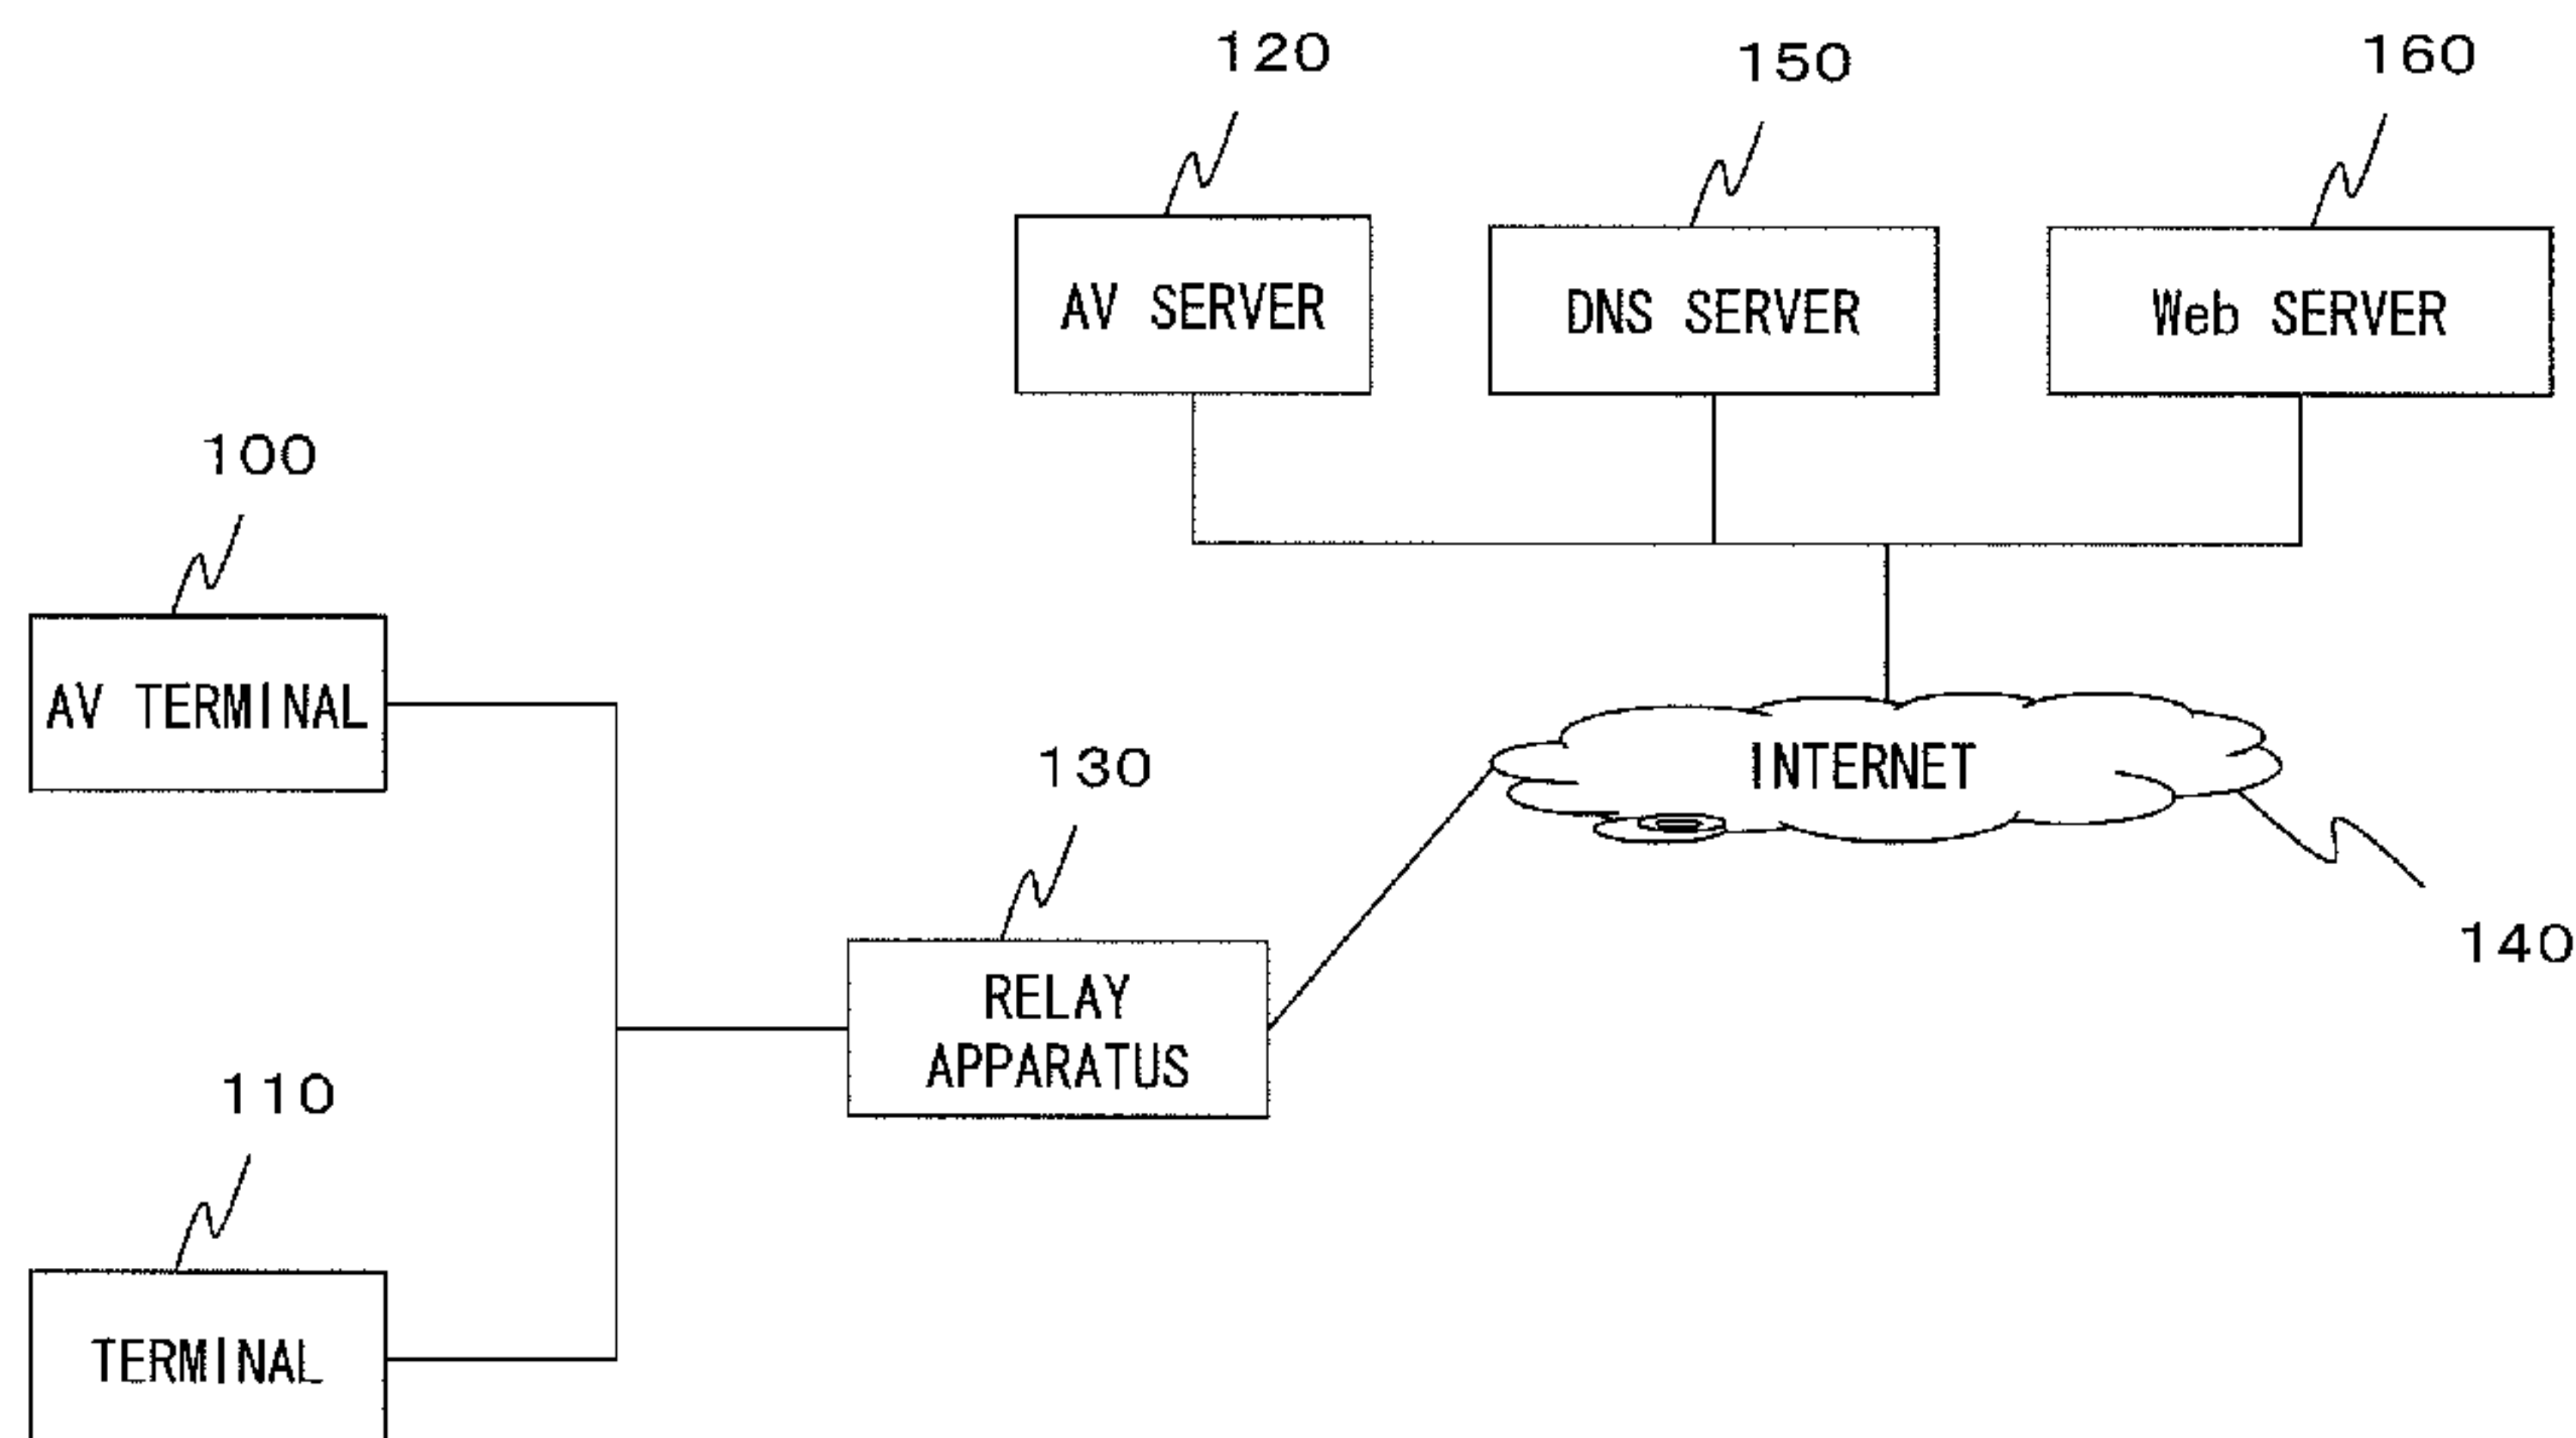 120
150
160
AV SERVER
DNS SERVER
Web SERVER
100
AV TERMINAL
130
INTERNET
140
RELAY
APPARATUS
110
TERMINAL